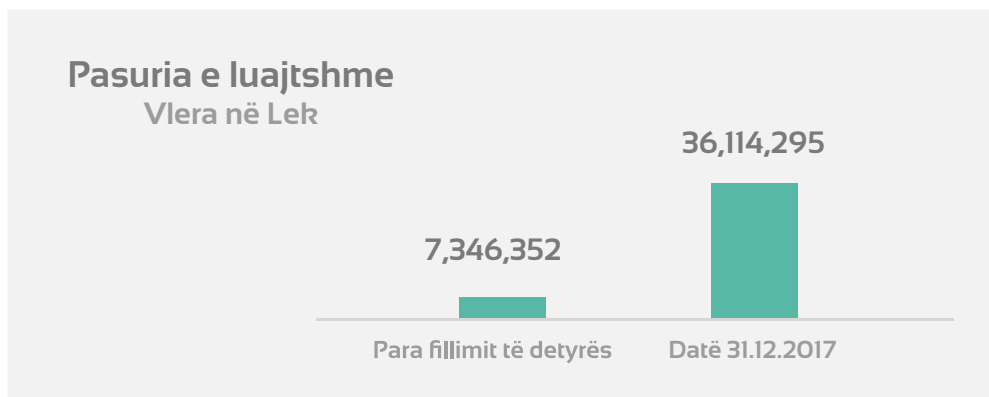 Pasuria e luajtshme
Vlera në Lek
36,114,295
7,346,352
Para fillimit të detyrës
Datë 31.12.2017